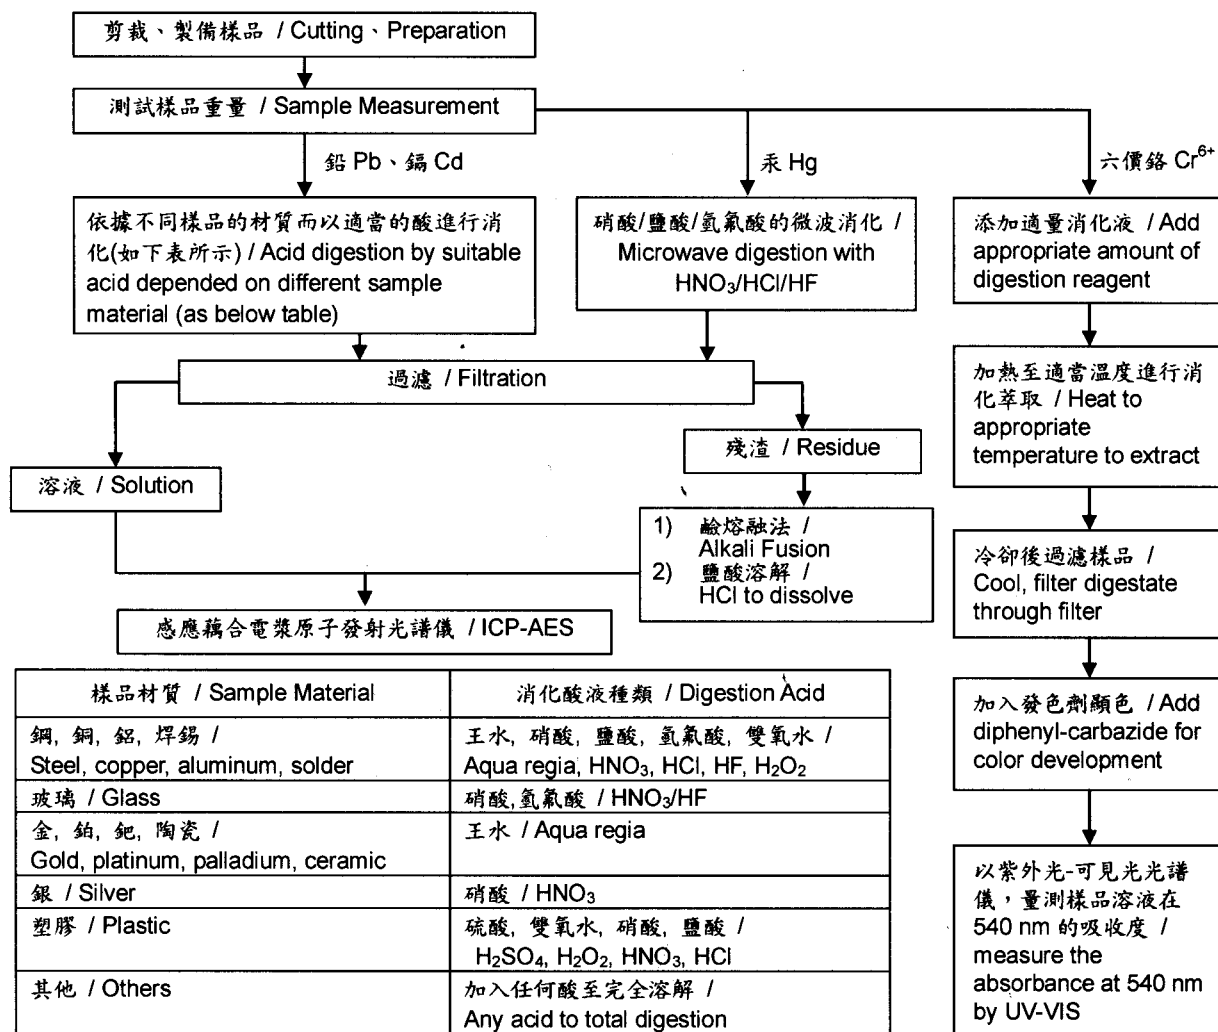 剪裁、製備樣品 / Cutting、Preparation
測試樣品重量 / Sample Measurement
鉛 Pb、鎘 Cd
汞 Hg
六價鉻 Cr⁶⁺
依據不同樣品的材質而以適當的酸進行消
化(如下表所示) / Acid digestion by suitable
acid depended on different sample
material (as below table)
硝酸/鹽酸/氫氟酸的微波消化 /
Microwave digestion with
HNO₃/HCl/HF
添加適量消化液 / Add
appropriate amount of
digestion reagent
過濾 / Filtration
加熱至適當溫度進行消
化萃取 / Heat to
appropriate
temperature to extract
溶液 / Solution
殘渣 / Residue
1) 鹼熔融法 /
Alkali Fusion
2) 鹽酸溶解 /
HCl to dissolve
冷卻後過濾樣品 /
Cool, filter digestate
through filter
感應藕合電漿原子發射光譜儀 / ICP-AES
加入發色劑顯色 / Add
diphenyl-carbazide for
color development
以紫外光-可見光光譜
儀，量測樣品溶液在
540 nm 的吸收度 /
measure the
absorbance at 540 nm
by UV-VIS
樣品材質 / Sample Material
消化酸液種類 / Digestion Acid
鋼, 銅, 鋁, 焊錫 /
Steel, copper, aluminum, solder
王水, 硝酸, 鹽酸, 氫氟酸, 雙氧水 /
Aqua regia, HNO₃, HCl, HF, H₂O₂
玻璃 / Glass
硝酸,氫氟酸 / HNO₃/HF
金, 鉑, 鈀, 陶瓷 /
Gold, platinum, palladium, ceramic
王水 / Aqua regia
銀 / Silver
硝酸 / HNO₃
塑膠 / Plastic
硫酸, 雙氧水, 硝酸, 鹽酸 /
H₂SO₄, H₂O₂, HNO₃, HCl
其他 / Others
加入任何酸至完全溶解 /
Any acid to total digestion